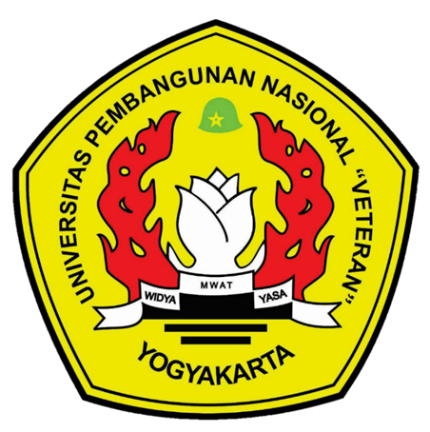 UNIVERSITAS PEMBANGUNAN NASIONAL "VETERAN"
WIDYA MWAT YASA
YOGYAKARTA